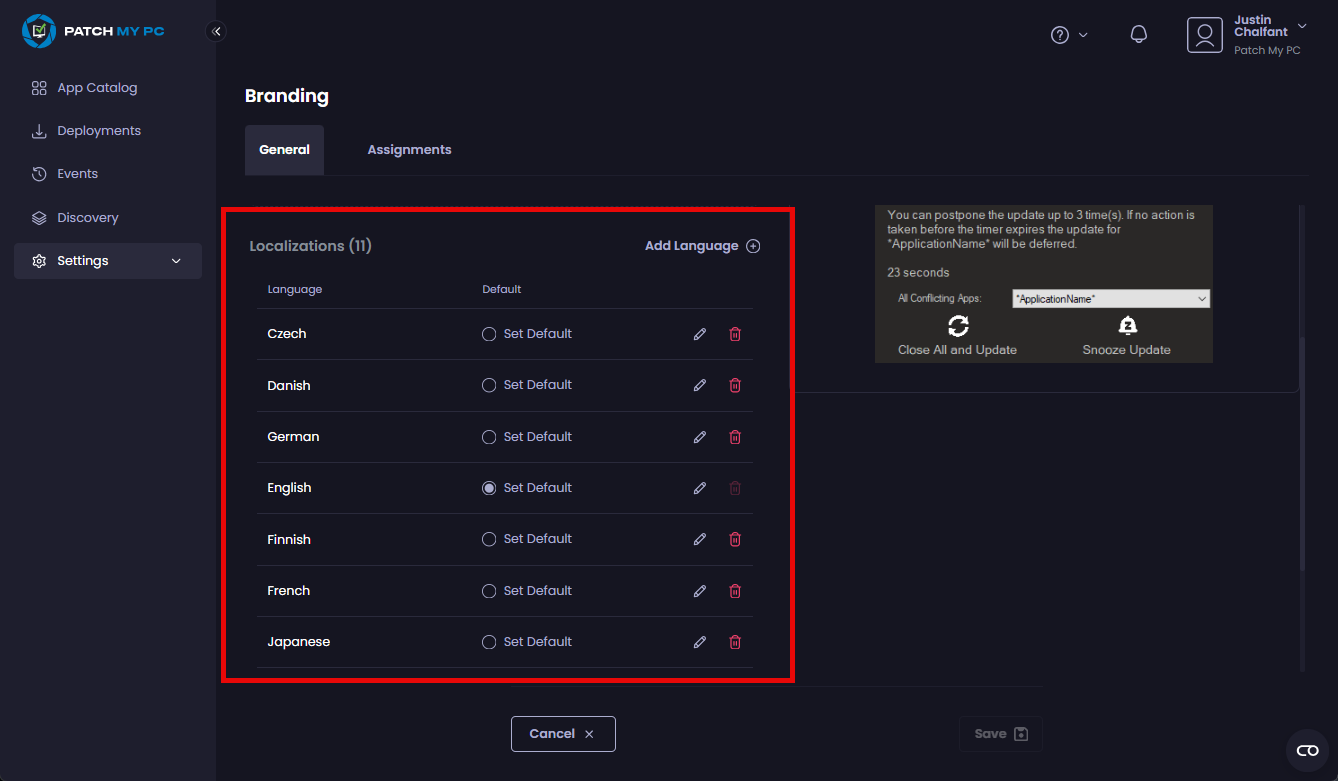 PATCH MY PC
Justin
Chalfant
Patch My PC
App Catalog
Deployments
Events
Discovery
Settings
Branding
General
Assignments
Localizations (11)
Add Language
Language
Default
Czech
Set Default
Danish
Set Default
German
Set Default
English
Set Default
Finnish
Set Default
French
Set Default
Japanese
Set Default
You can postpone the update up to 3 time(s). If no action is
taken before the timer expires the update for
*ApplicationName* will be deferred.
23 seconds
All Conflicting Apps:
*ApplicationName*
Close All and Update
Snooze Update
Cancel
Save